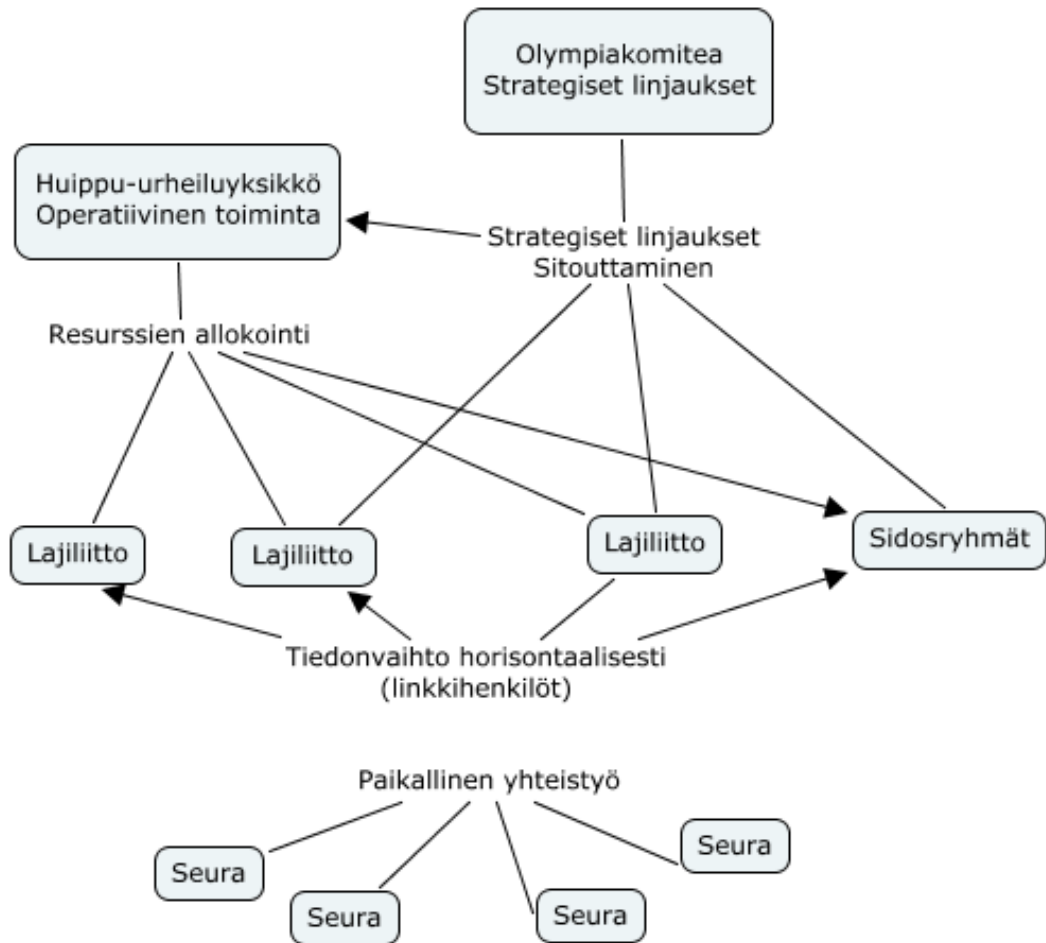 Olympiakomitea
Strategiset linjaukset
Huippu-urheiluyksikkö
Operatiivinen toiminta
Strategiset linjaukset
Sitouttaminen
Resurssien allokointi
Lajiliitto
Lajiliitto
Lajiliitto
Sidosryhmät
Tiedonvaihto horisontaalisesti
(linkkihenkilöt)
Paikallinen yhteistyö
Seura
Seura
Seura
Seura